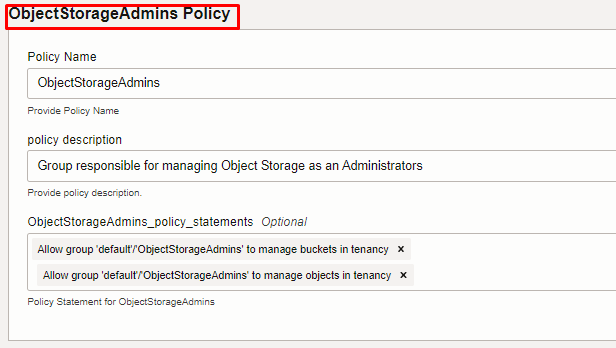 ObjectStorageAdmins Policy
Policy Name
ObjectStorageAdmins
Provide Policy Name
policy description
Group responsible for managing Object Storage as an Administrators
Provide policy description.
ObjectStorageAdmins_policy_statements Optional
Allow group 'default'/'ObjectStorageAdmins' to manage buckets in tenancy ×
Allow group 'default'/'ObjectStorageAdmins' to manage objects in tenancy ×
Policy Statement for ObjectStorageAdmins